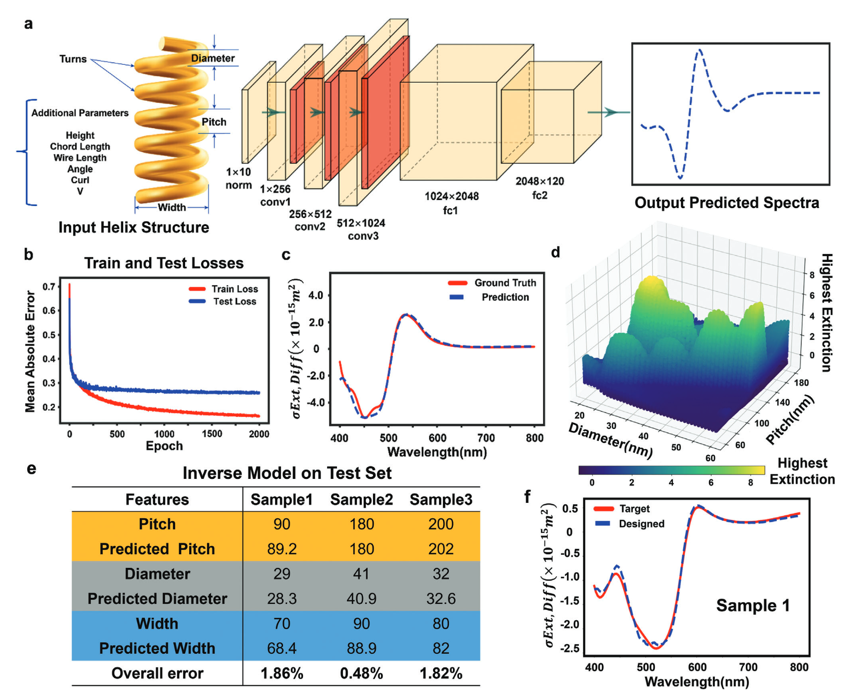 a
Turns
Diameter
Additional Parameters
Pitch
Height
Chord Length
Wire Length
Angle
Curl
V
Width
Input Helix Structure
1×10
norm
1×256
conv1
256×512
conv2
512×1024
conv3
1024×2048
fc1
2048×120
fc2
Output Predicted Spectra
b
Train and Test Losses
Train Loss
Test Loss
Mean Absolute Error
0.7
0.6
0.5
0.4
0.3
0.2
0
500
1000
1500
2000
Epoch
c
Ground Truth
Prediction
σExt, Diff(× 10⁻¹⁵m²)
4.0
2.0
0
-2.0
-4.0
400
500
600
700
800
Wavelength(nm)
d
Highest Extinction
8
6
4
2
0
20
30
40
50
60
Diameter(nm)
60
100
140
180
Pitch(nm)
0 2 4 6 8
Highest
Extinction
e
Inverse Model on Test Set
Features Sample1 Sample2 Sample3
Pitch 90 180 200
Predicted Pitch 89.2 180 202
Diameter 29 41 32
Predicted Diameter 28.3 40.9 32.6
Width 70 90 80
Predicted Width 68.4 88.9 82
Overall error 1.86% 0.48% 1.82%
f
Target
Designed
σExt, Diff(× 10⁻¹⁵m²)
0.5
0
-0.5
-1.0
-1.5
-2.0
-2.5
Sample 1
400
500
600
700
800
Wavelength(nm)